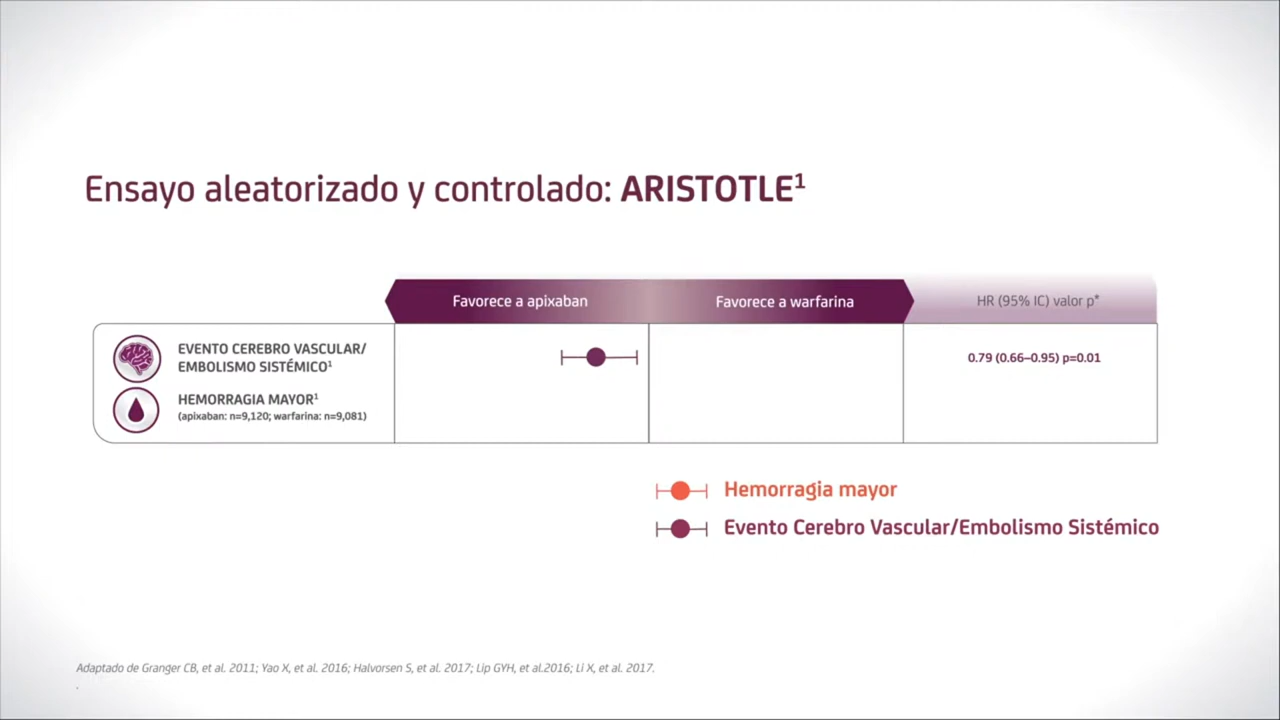 Ensayo aleatorizado y controlado: ARISTOTLE¹
Favorece a apixaban
Favorece a warfarina
HR (95% IC) valor p*
EVENTO CEREBRO VASCULAR/
EMBOLISMO SISTÉMICO¹
0.79 (0.66–0.95) p=0.01
HEMORRAGIA MAYOR¹
(apixaban: n=9,120; warfarina: n=9,081)
Hemorragia mayor
Evento Cerebro Vascular/Embolismo Sistémico
Adaptado de Granger CB, et al. 2011; Yao X, et al. 2016; Halvorsen S, et al. 2017; Lip GYH, et al.2016; Li X, et al. 2017.
.